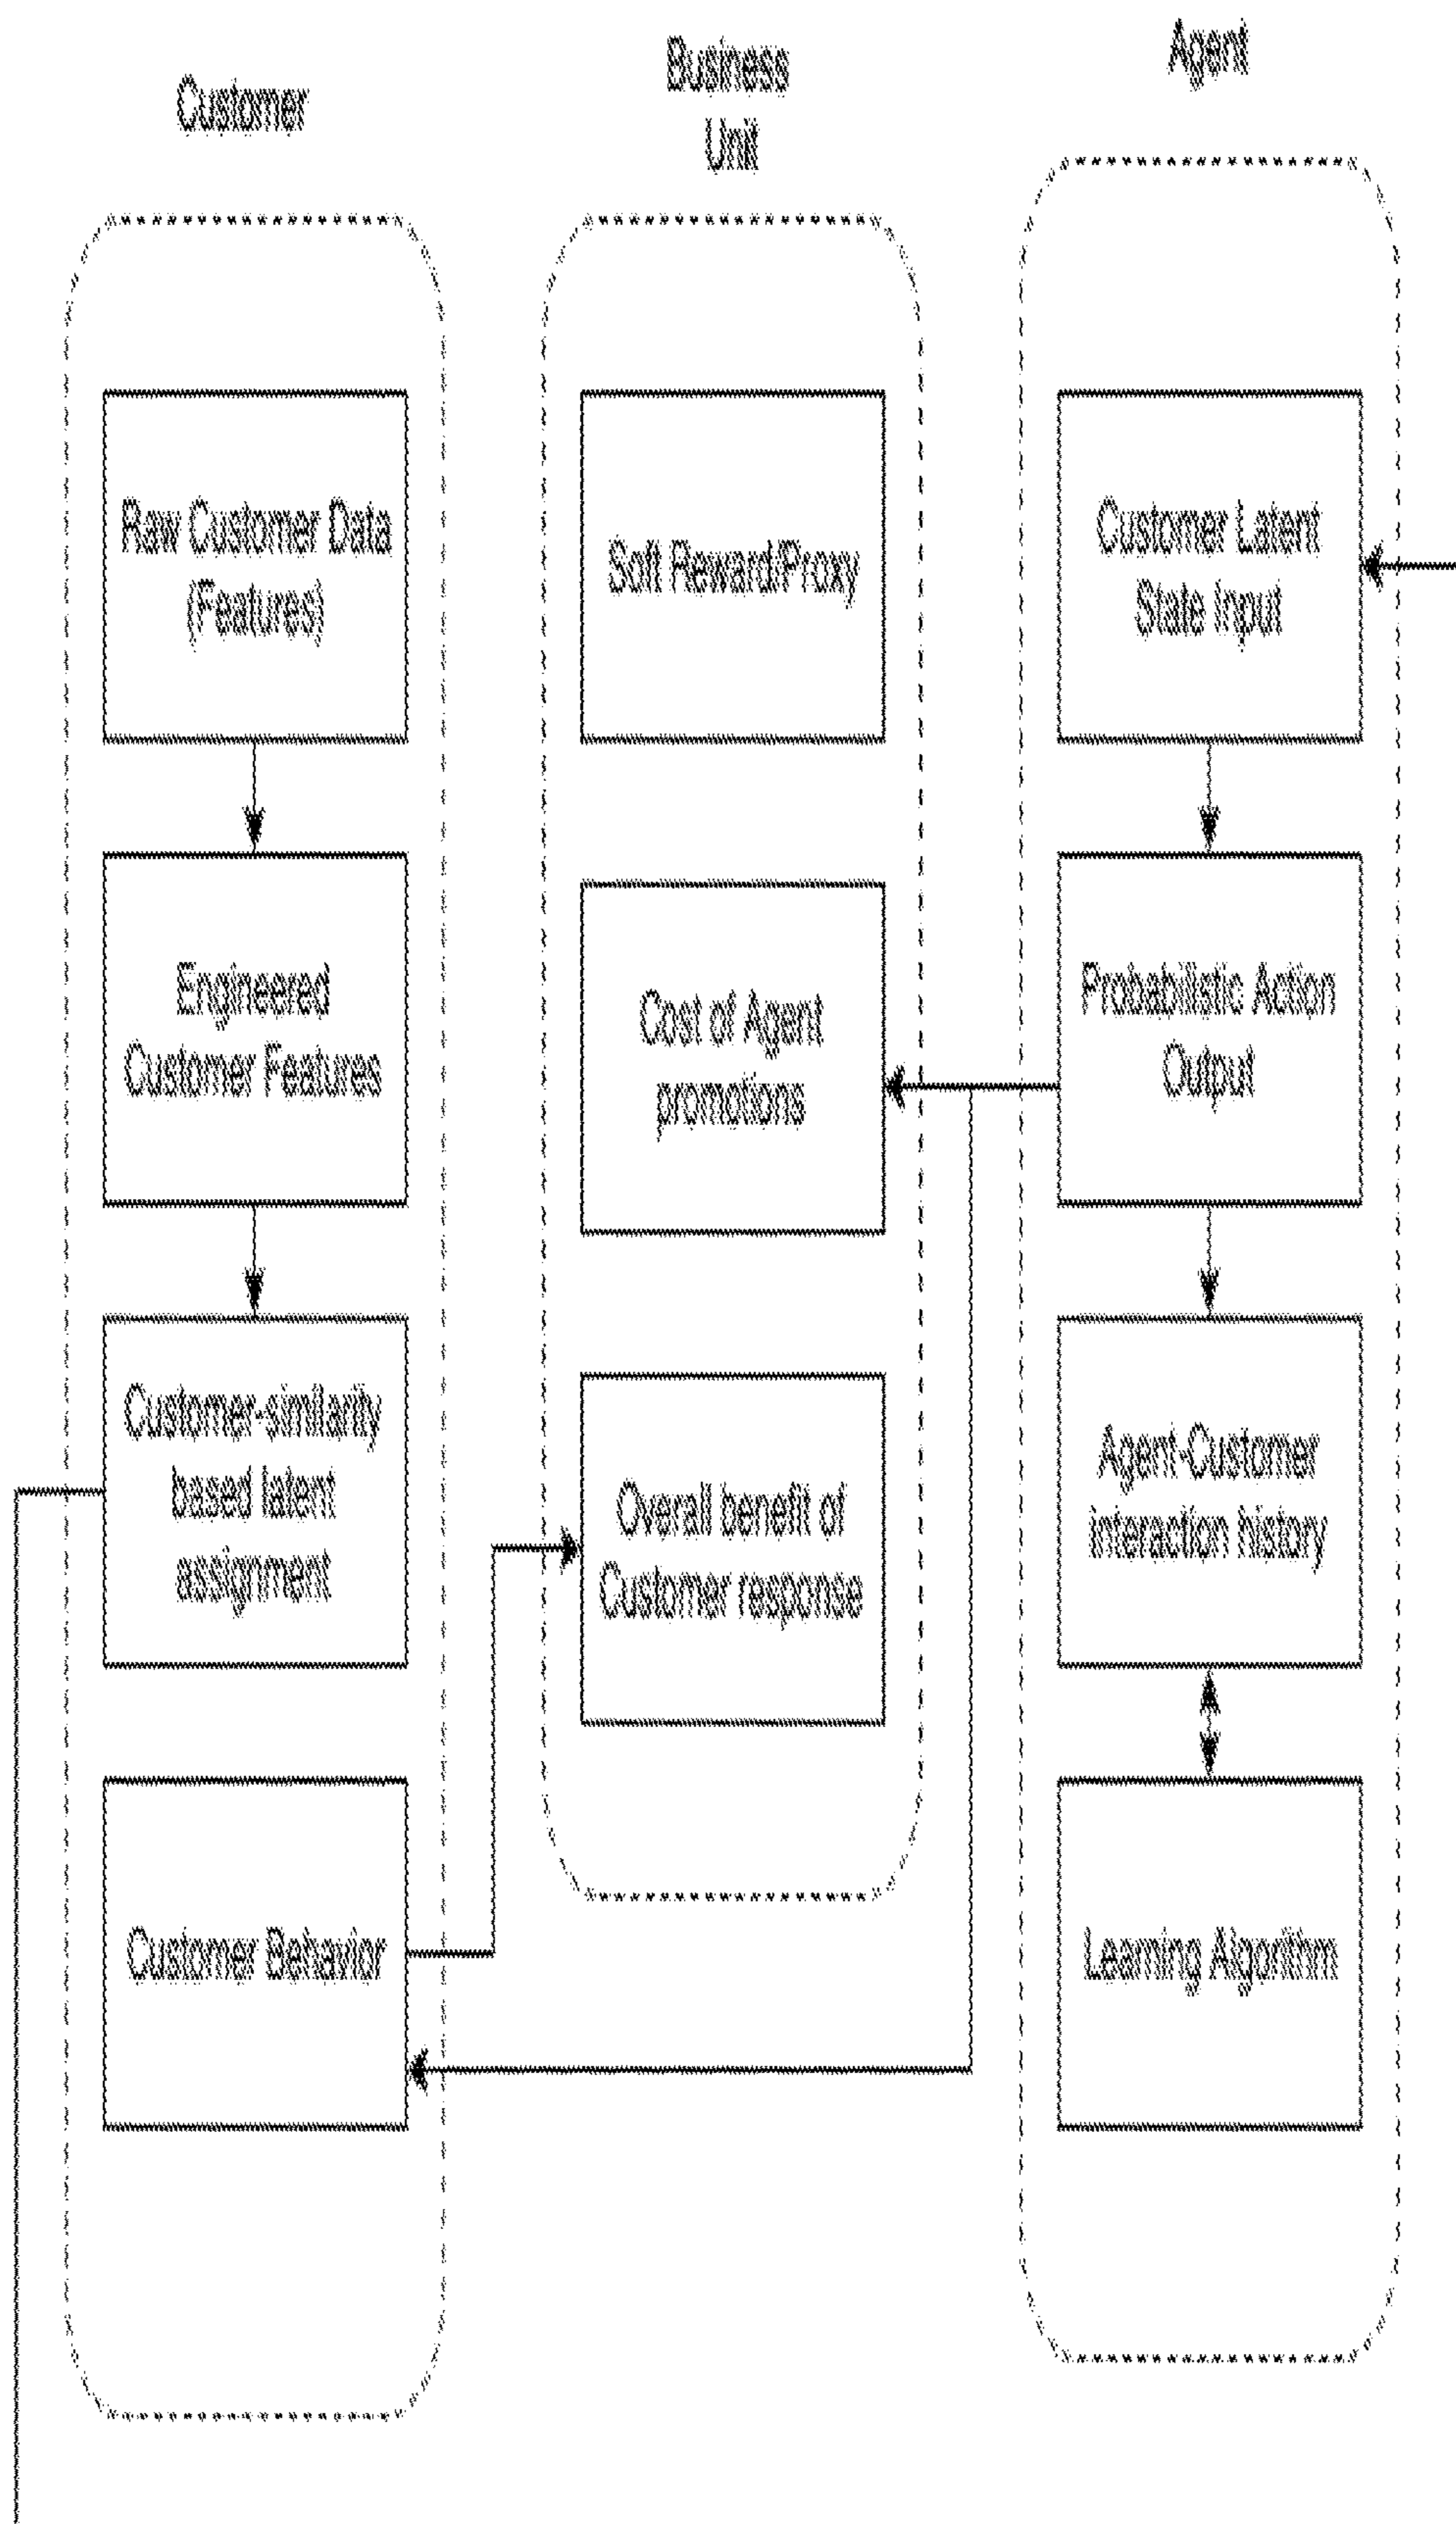 Customer
Raw Customer Data
(Features)
Engineered
Customer Features
Customer-similarity
based latent
assignment
Customer Behavior
Business
Unit
Soft Reward/Proxy
Cost of Agent
promotions
Overall benefit of
Customer response
Agent
Customer Latent
State Input
Probabilistic Action
Output
Agent-Customer
interaction history
Learning Algorithm